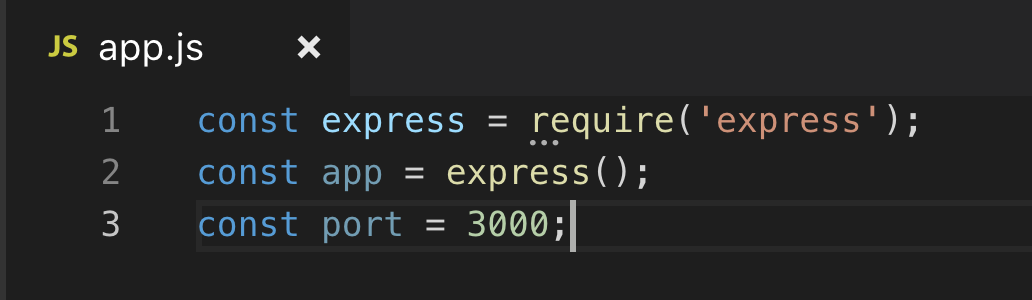 JS app.js ×
1 const express = require('express');
2 const app = express();
3 const port = 3000;